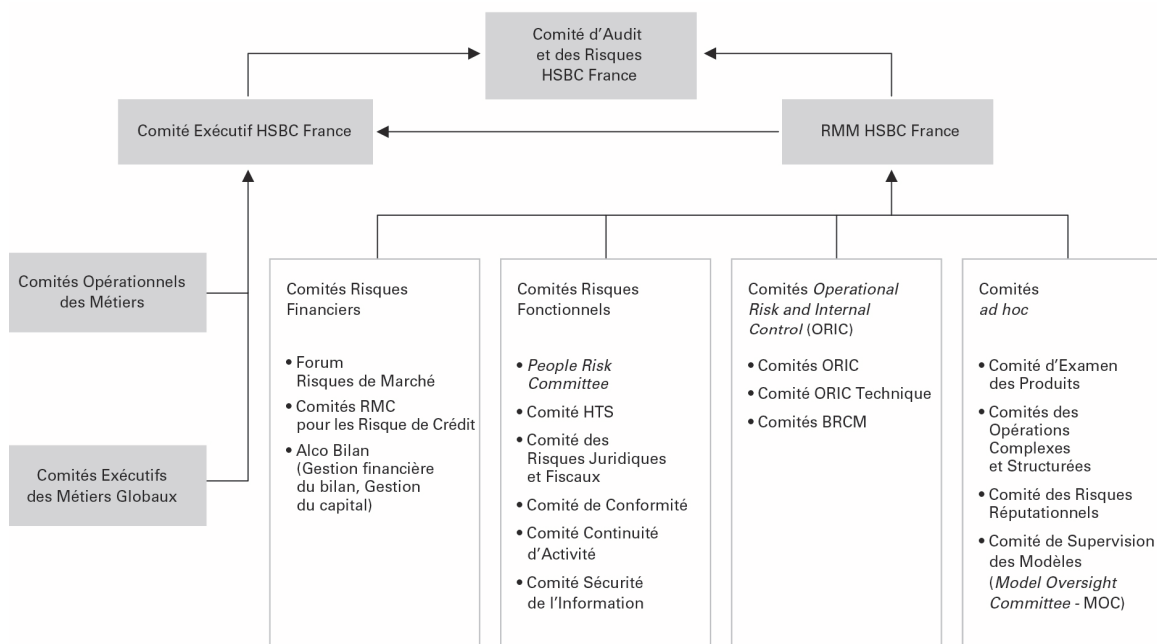 Comité d’Audit
et des Risques
HSBC France
Comité Exécutif HSBC France
RMM HSBC France
Comités Opérationnels
des Métiers
Comités Exécutifs
des Métiers Globaux
Comités Risques
Financiers
• Forum
Risques de Marché
• Comités RMC
pour les Risque de Crédit
• Alco Bilan
(Gestion financière
du bilan, Gestion
du capital)
Comités Risques
Fonctionnels
• People Risk
Committee
• Comité HTS
• Comité des
Risques Juridiques
et Fiscaux
• Comité de Conformité
• Comité Continuité
d’Activité
• Comité Sécurité
de l’Information
Comités Operational
Risk and Internal
Control (ORIC)
• Comités ORIC
• Comité ORIC Technique
• Comités BRCM
Comités
ad hoc
• Comité d’Examen
des Produits
• Comités des
Opérations
Complexes
et Structurées
• Comité des Risques
Réputationnels
• Comité de Supervision
des Modèles
(Model Oversight
Committee - MOC)